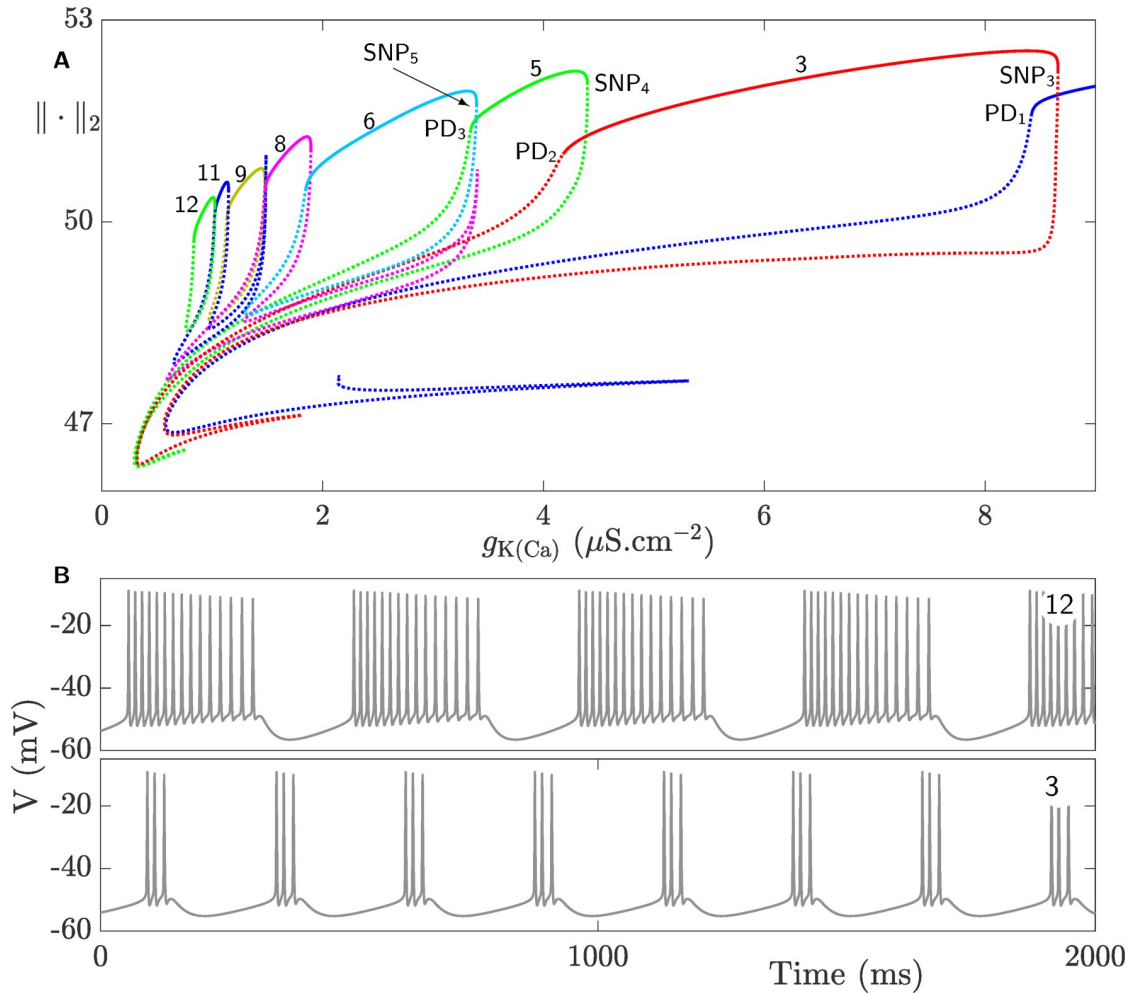 53
A
SNP₅
5
3
SNP₄
SNP₃
‖ · ‖₂
6
PD₃
PD₁
8
PD₂
11
9
12
50
47
0 2 4 6 8
g_K(Ca) (μS.cm⁻²)
B
12
-20
-40
-60
V (mV)
3
-20
-40
-60
0 1000 2000
Time (ms)